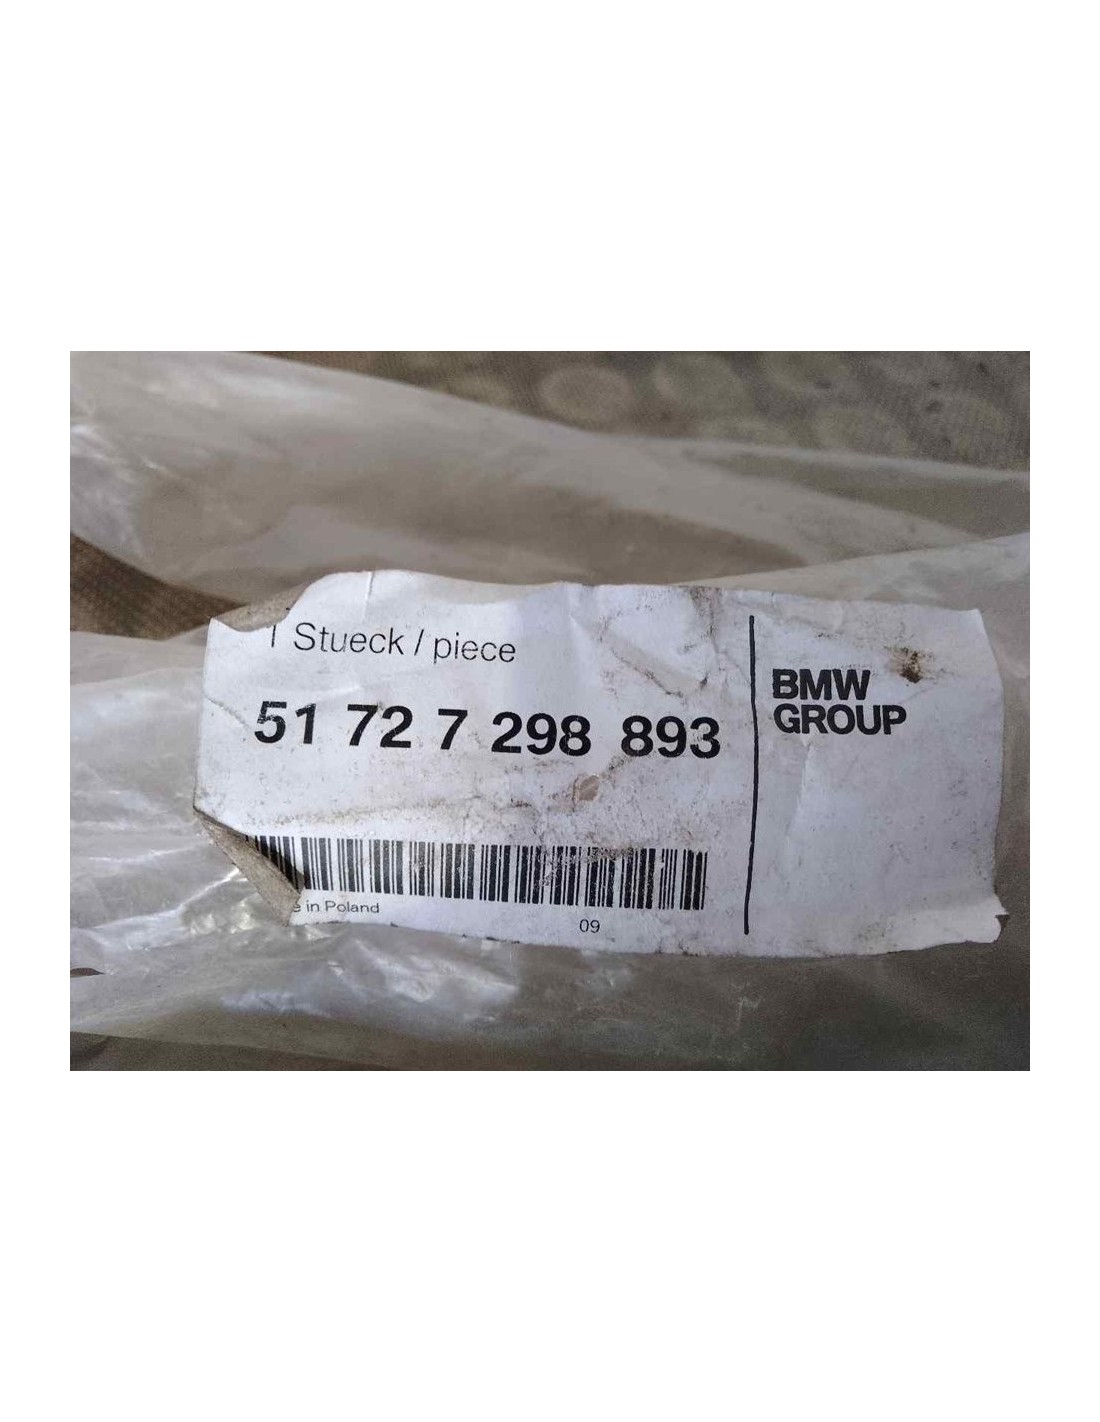 1 Stueck / piece
51 72 7 298 893
BMW
GROUP
e in Poland
09